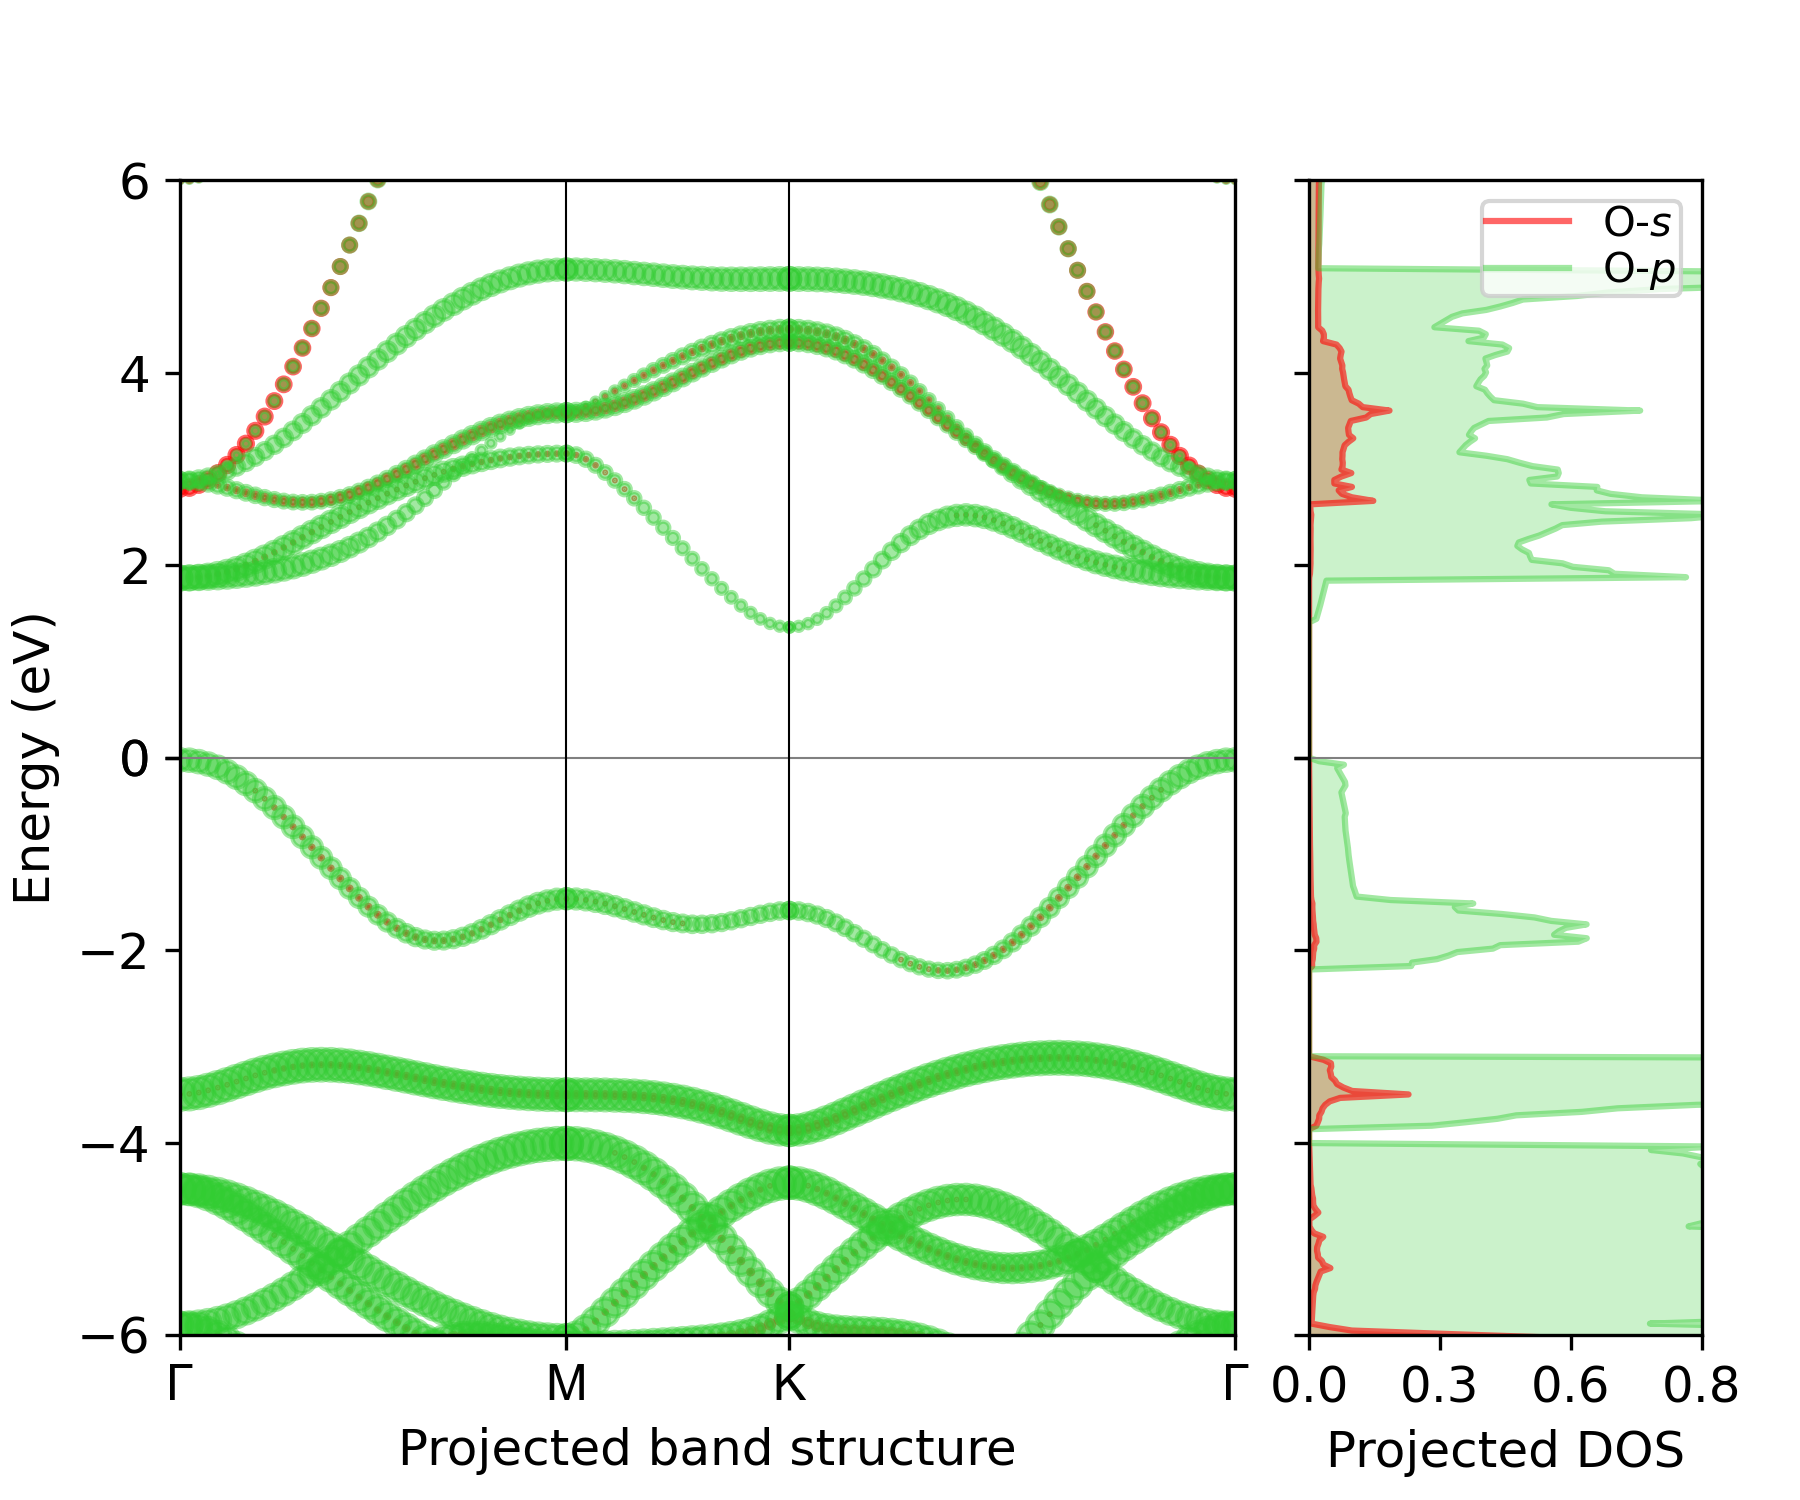 6
4
2
0
−2
−4
−6
Energy (eV)
Γ
M
K
Γ
Projected band structure
O-s
O-p
0.0
0.3
0.6
0.8
Projected DOS